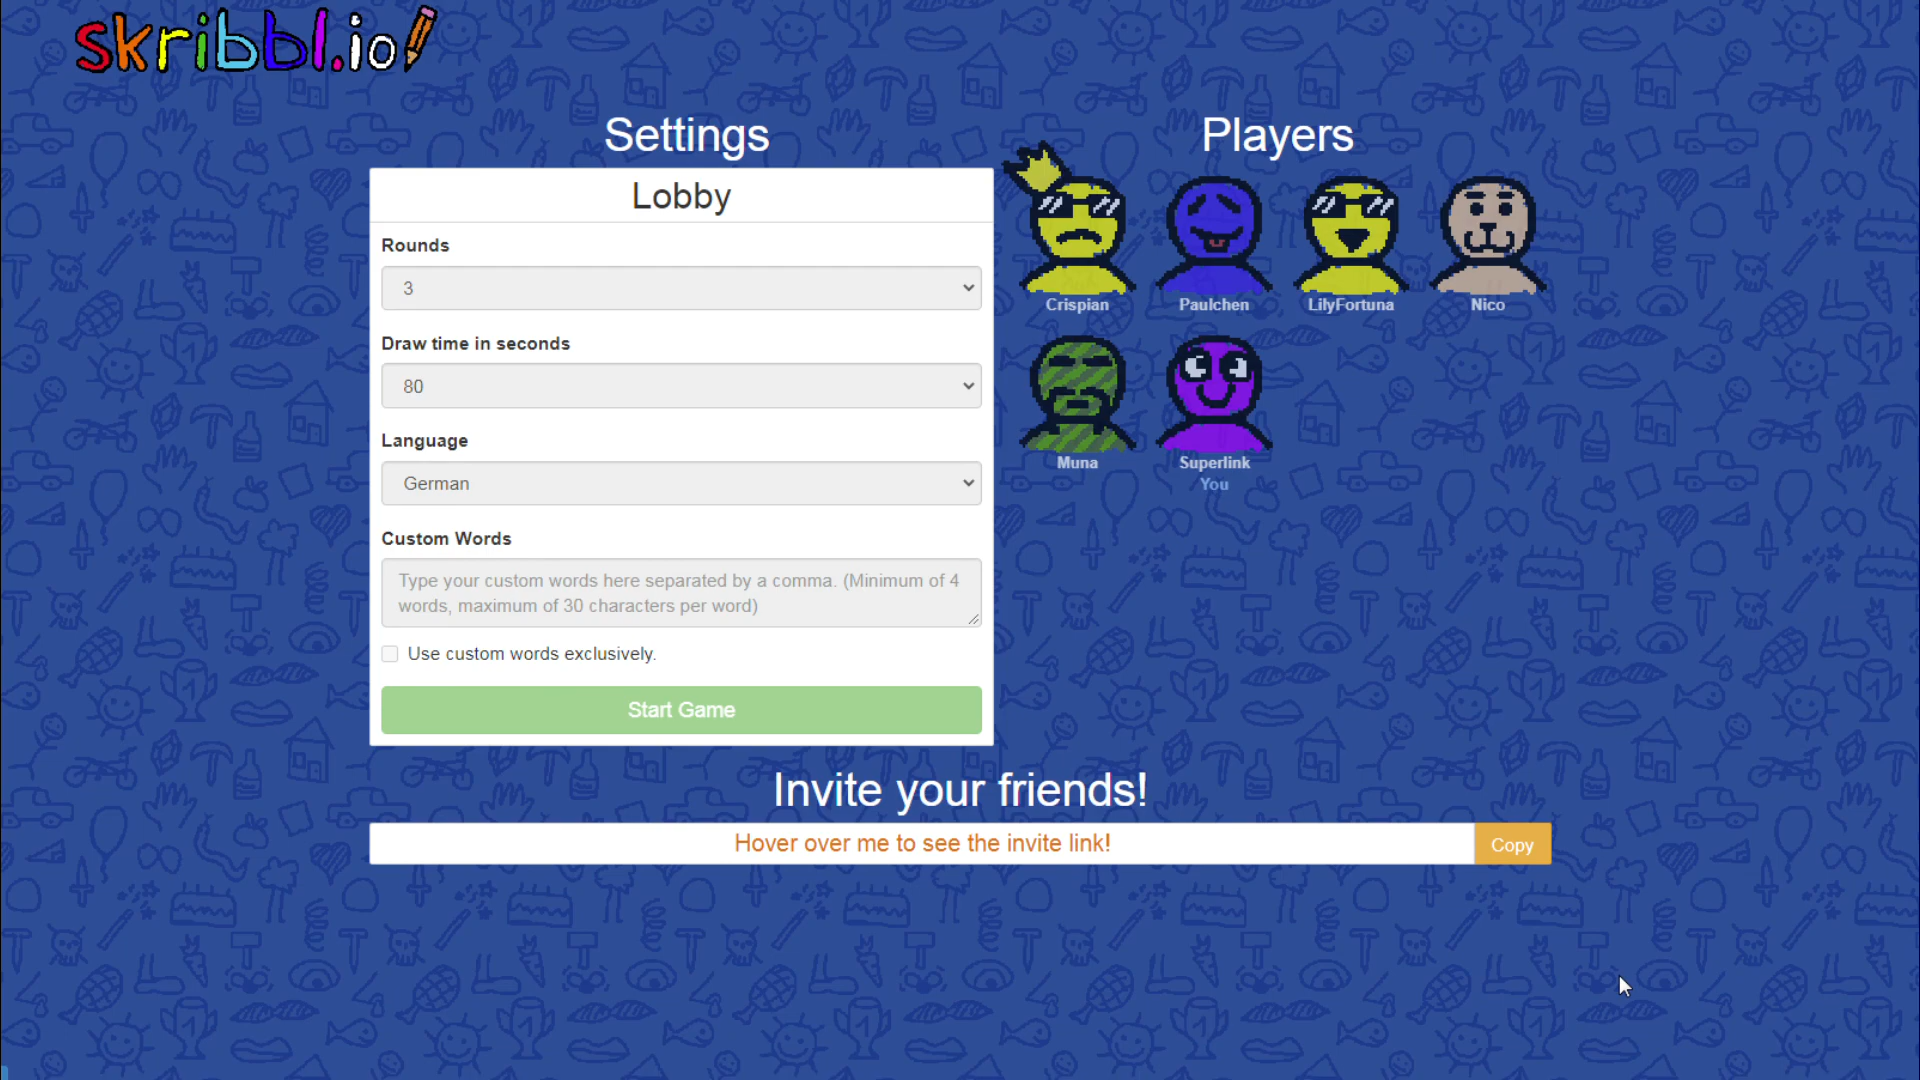 skribbl.io
Settings
Players
Lobby
Rounds
3
Draw time in seconds
80
Language
German
Custom Words
Type your custom words here separated by a comma. (Minimum of 4
words, maximum of 30 characters per word)
Use custom words exclusively.
Start Game
Crispian
Paulchen
LilyFortuna
Nico
Muna
Superlink
You
Invite your friends!
Hover over me to see the invite link!
Copy